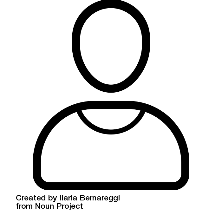 Created by Ilaria Bernareggi
from Noun Project